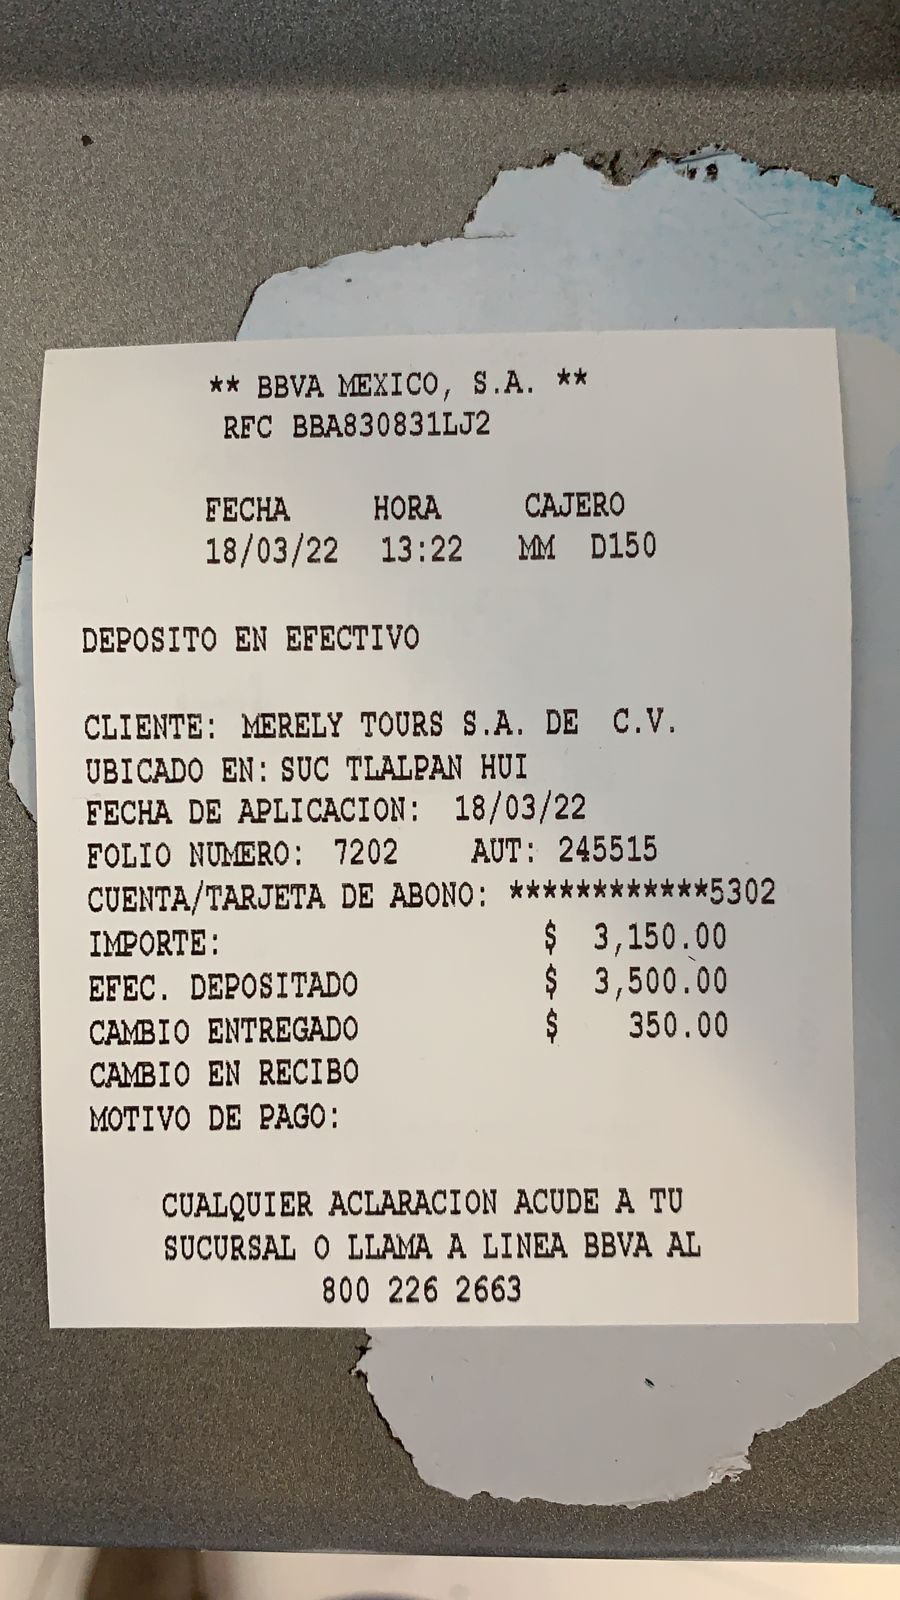 ** BBVA MEXICO, S.A. **
RFC BBA830831LJ2
FECHA HORA CAJERO
18/03/22 13:22 MM D150
DEPOSITO EN EFECTIVO
CLIENTE: MERELY TOURS S.A. DE C.V.
UBICADO EN: SUC TLALPAN HUI
FECHA DE APLICACION: 18/03/22
FOLIO NUMERO: 7202 AUT: 245515
CUENTA/TARJETA DE ABONO: ************5302
IMPORTE: $ 3,150.00
EFEC. DEPOSITADO $ 3,500.00
CAMBIO ENTREGADO $ 350.00
CAMBIO EN RECIBO
MOTIVO DE PAGO:
CUALQUIER ACLARACION ACUDE A TU
SUCURSAL O LLAMA A LINEA BBVA AL
800 226 2663